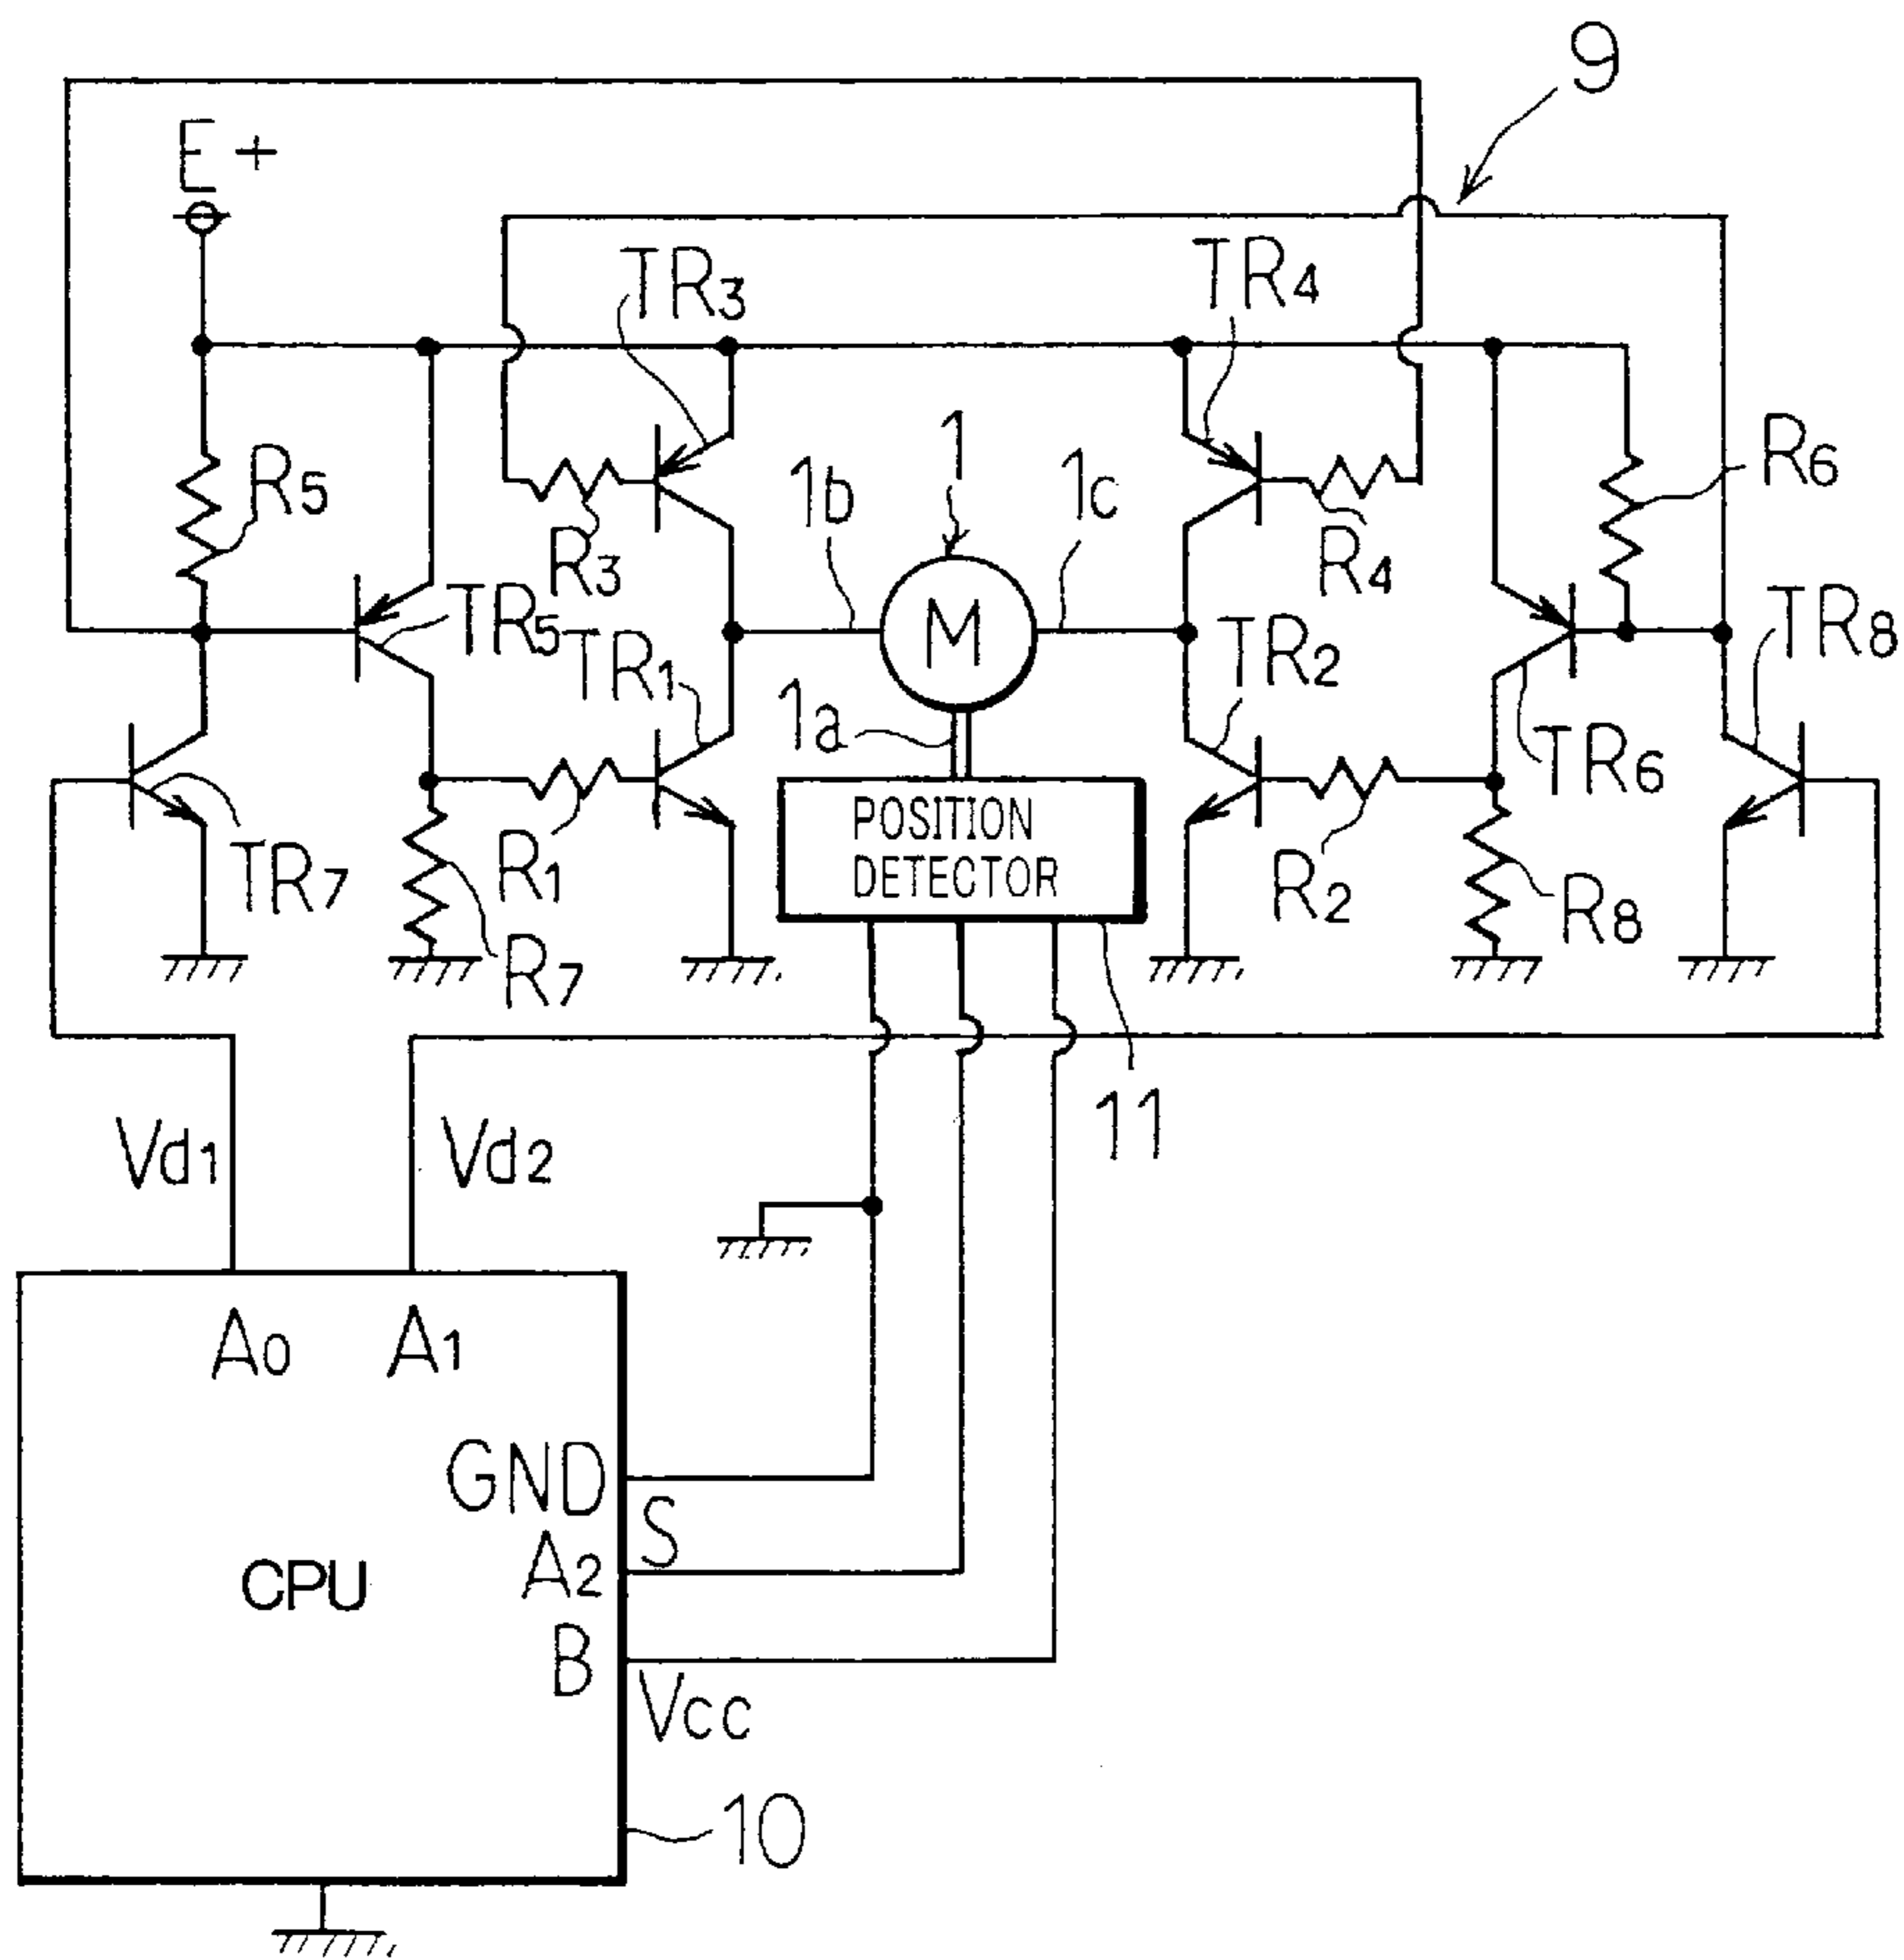 9
E +
TR3
TR4
1
1b
1c
R5
R6
R3
R4
TR5
TR1
TR2
TR8
1a
TR6
POSITION
DETECTOR
TR7
R1
R2
R8
R7
11
Vd1
Vd2
A0
A1
GND
S
A2
CPU
B
Vcc
10
M